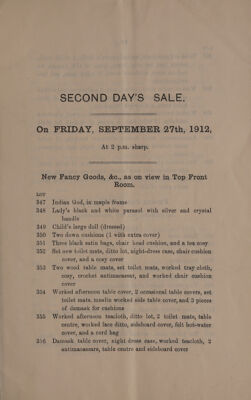 SECOND DAY'S SALE.
On FRIDAY, SEPTEMBER 27th, 1912,
At 2 p.m. sharp.
New Fancy Goods, &c., as on view in Top Front
Room.
LOT
347 Indian God, in maple frame
348 Lady's black and white parasol with silver and crystal
handle
349 Child's large doll (dressed)
350 Two down cushions (1 with extra cover)
351 Three black satin bags, chair head cushion, and a tea cosy
352 Set new toilet mats, ditto lot, night-dress case, chair cushion
cover, and a cosy cover
353 Two wood table mats, set toilet mats, worked tray cloth,
cosy, crochet antimacassar, and worked chair cushion
cover
354 Worked afternoon table cover, 2 occasional table covers, set
toilet mats, muslin worked side table cover, and 3 pieces
of damask for cushions
355 Worked afternoon teacloth, ditto lot, 2 toilet mats, table
centre, worked lace ditto, sideboard cover, felt hot-water
cover, and a cord bag
356 Damask table cover, night dress case, worked teacloth, 2
antimacassars, table centre and sideboard cover